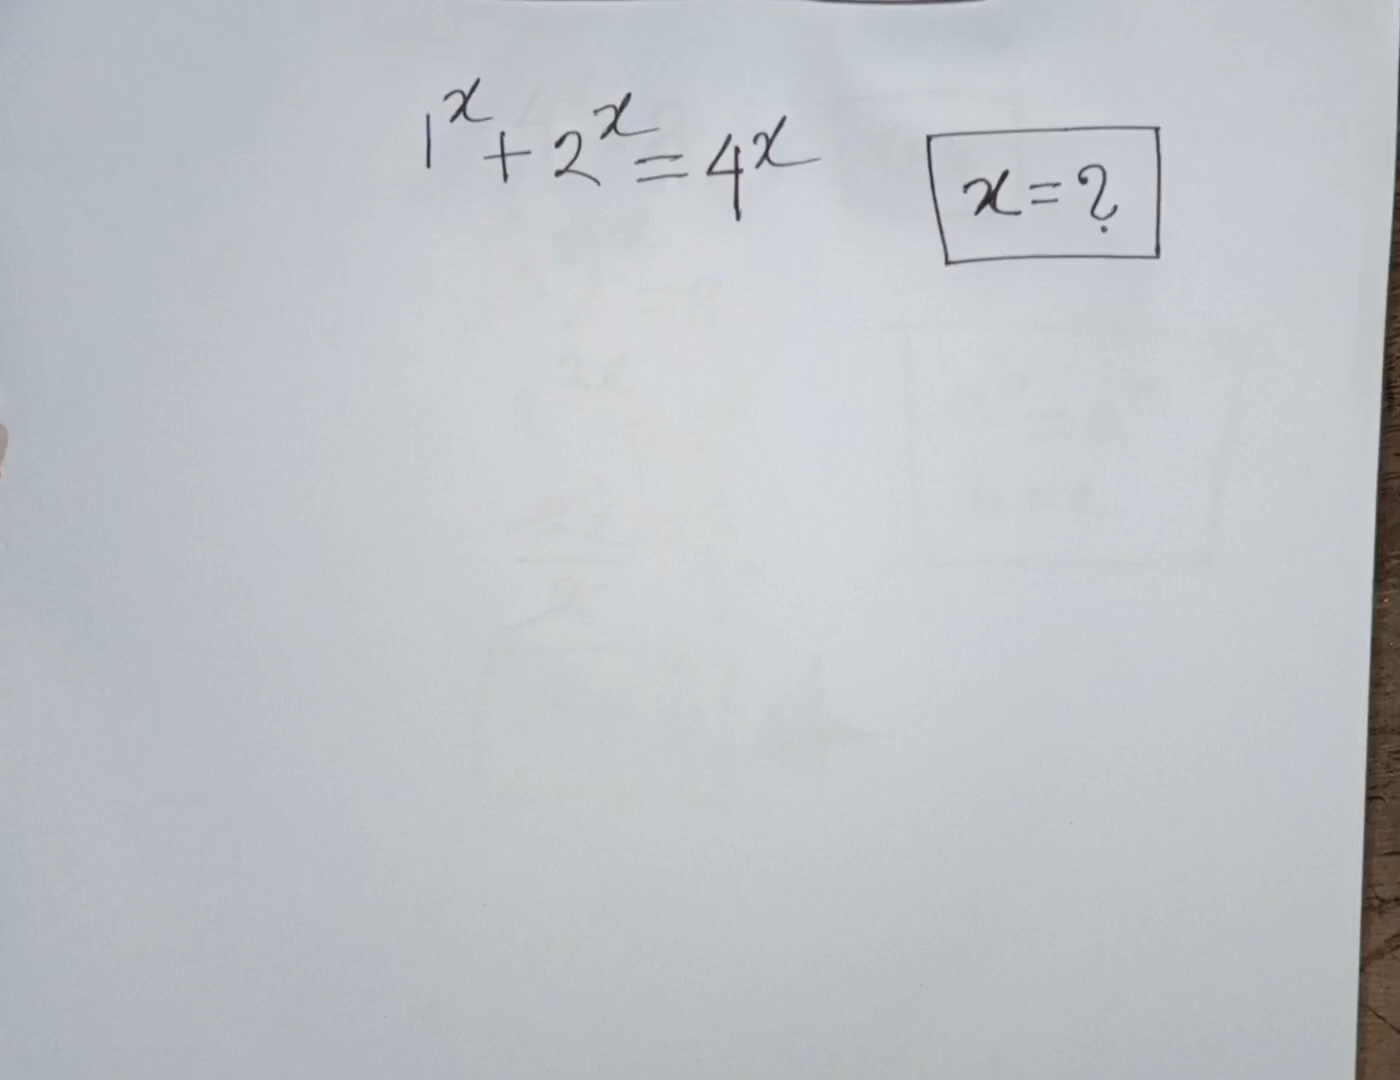 1^x + 2^x = 4^x
x = ?